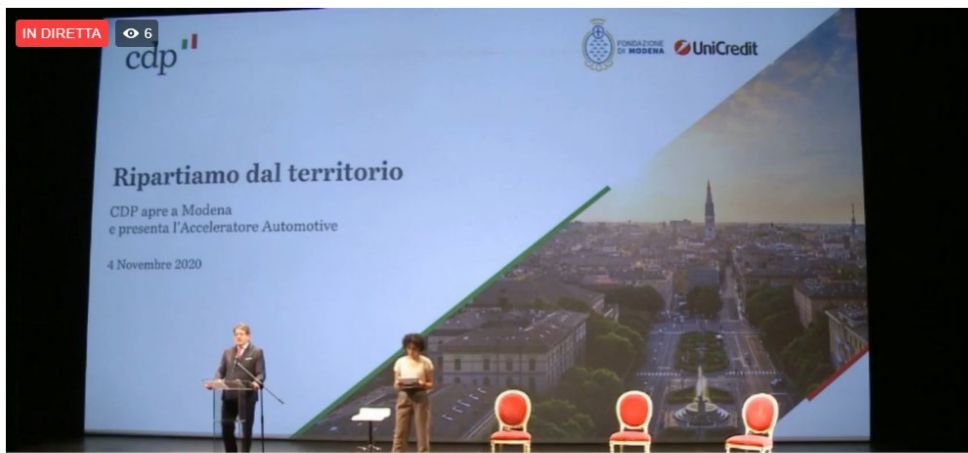 IN DIRETTA
6
cdp
FONDAZIONE
DI MODENA
UniCredit
Ripartiamo dal territorio
CDP apre a Modena
e presenta l'Acceleratore Automotive
4 Novembre 2020